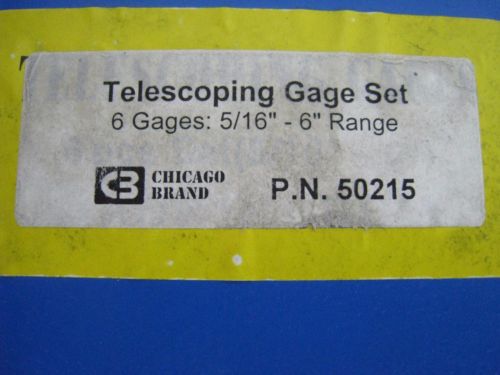 Telescoping Gage Set
6 Gages: 5/16" - 6" Range
CB CHICAGO
BRAND
P.N. 50215